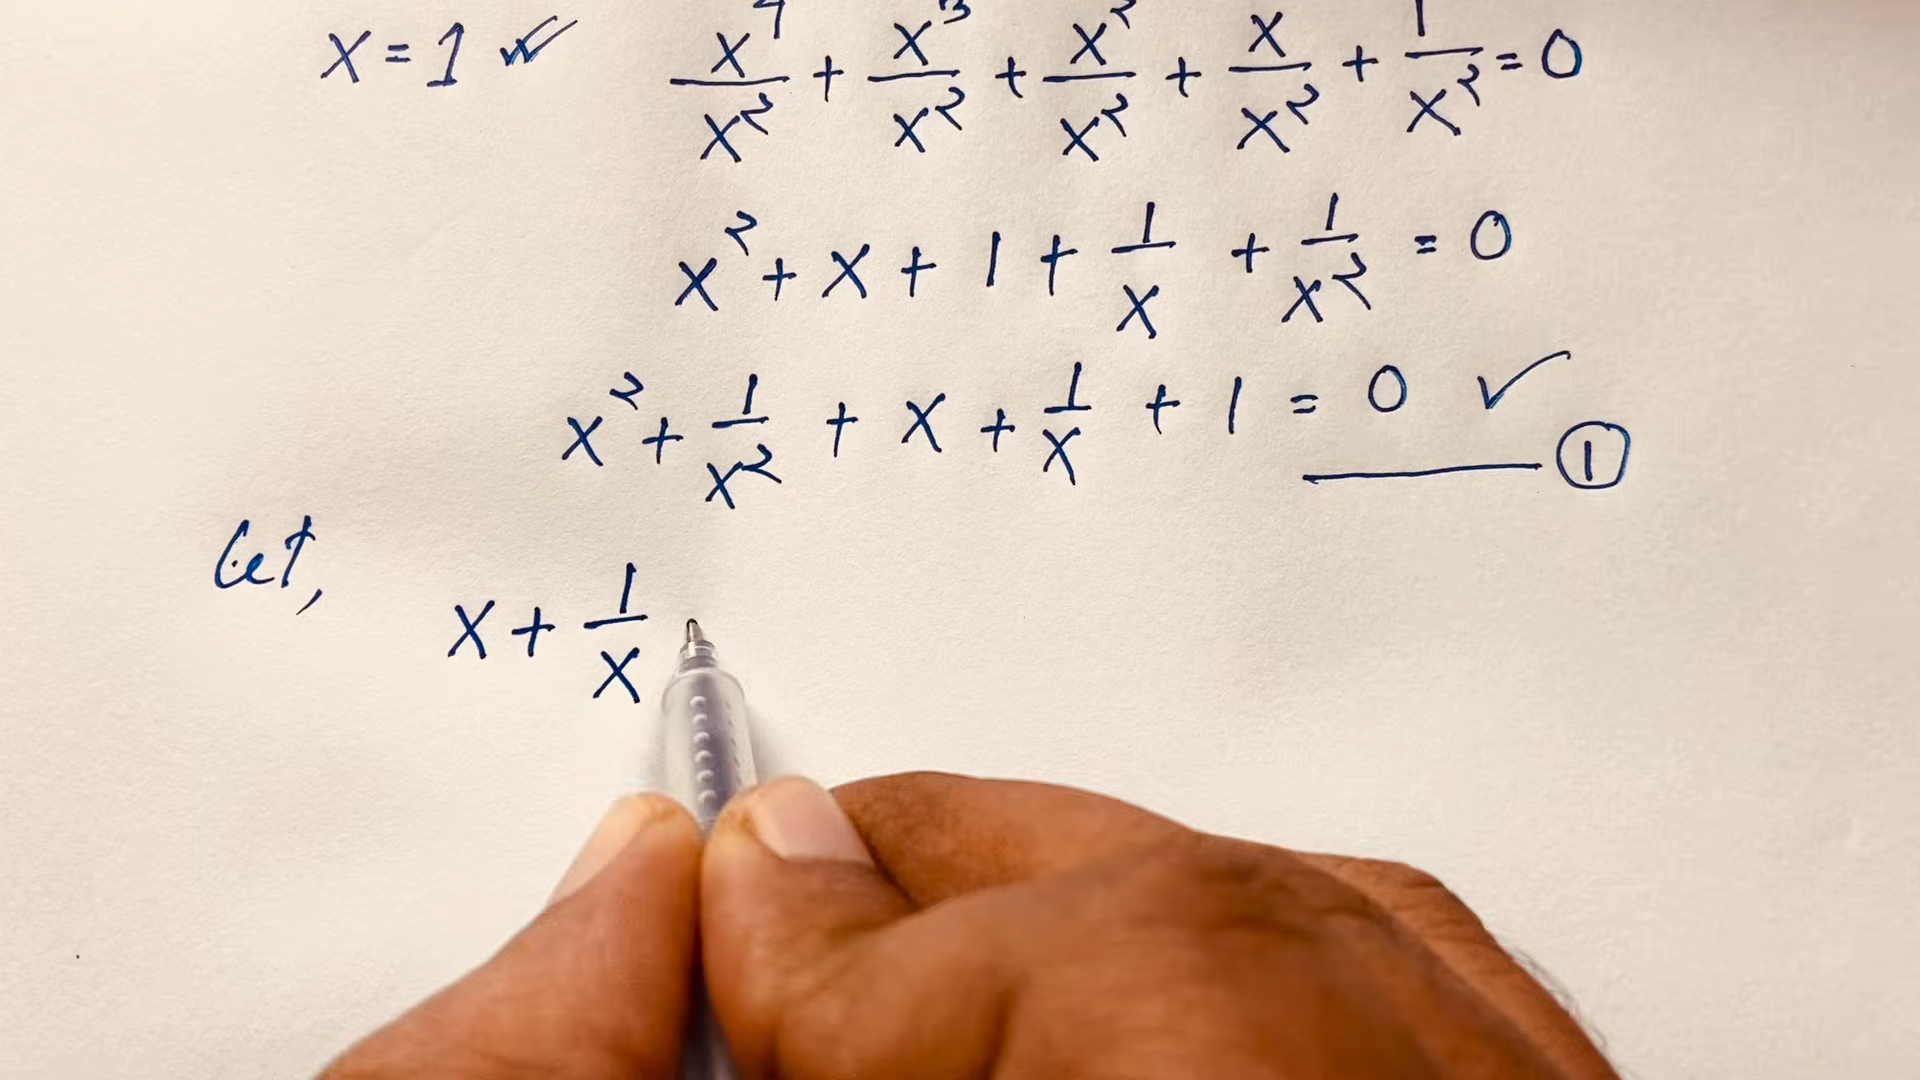 x = 1 ✓ x⁴/x² + x³/x² + x²/x² + x/x² + 1/x² = 0
x² + x + 1 + 1/x + 1/x² = 0
x² + 1/x² + x + 1/x + 1 = 0 ✓
——— ①
Let,
x + 1/x